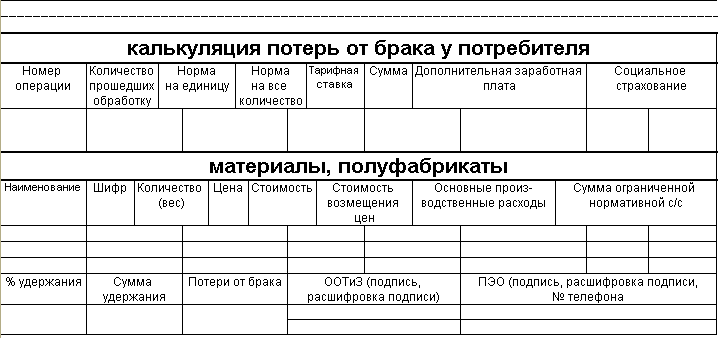 калькуляция потерь от брака у потребителя
Номер операции
Количество прошедших обработку
Норма на единицу
Норма на все количество
Тарифная ставка
Сумма
Дополнительная заработная плата
Социальное страхование
материалы, полуфабрикаты
Наименование
Шифр
Количество (вес)
Цена
Стоимость
Стоимость возмещения цен
Основные произ-
водственные расходы
Сумма ограниченной нормативной с/с
% удержания
Сумма удержания
Потери от брака
ООТиЗ (подпись, расшифровка подписи)
ПЭО (подпись, расшифровка подписи, № телефона